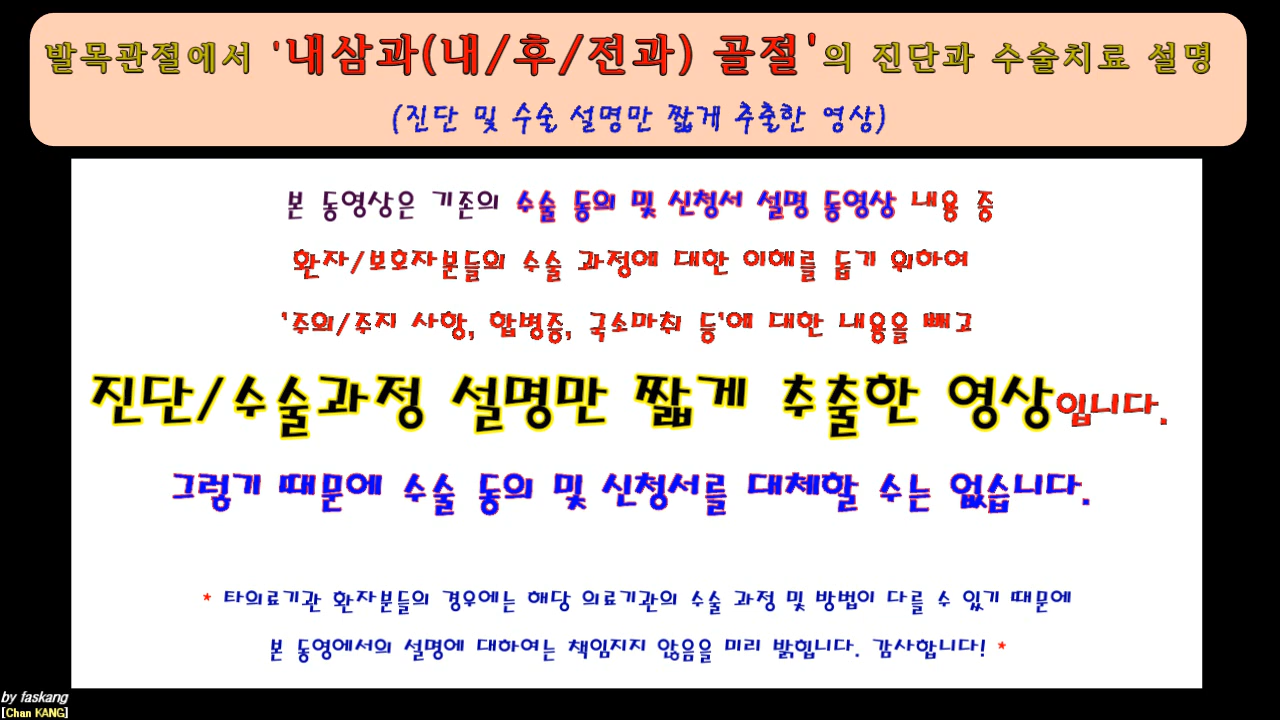 발목관절에서 '내삼과(내/후/전과) 골절'의 진단과 수술치료 설명
(진단 및 수술 설명만 짧게 추출한 영상)
본 동영상은 기존의 수술 동의 및 신청서 설명 동영상 내용 중
환자/보호자분들의 수술 과정에 대한 이해를 돕기 위하여
'주의/주지 사항, 합병증, 국소마취 등'에 대한 내용을 빼고
진단/수술과정 설명만 짧게 추출한 영상입니다.
그렇기 때문에 수술 동의 및 신청서를 대체할 수는 없습니다.
* 타의료기관 환자분들의 경우에는 해당 의료기관의 수술 과정 및 방법이 다를 수 있기 때문에
본 동영에서의 설명에 대하여는 책임지지 않음을 미리 밝힙니다. 감사합니다! *
by faskang
[Chan KANG]